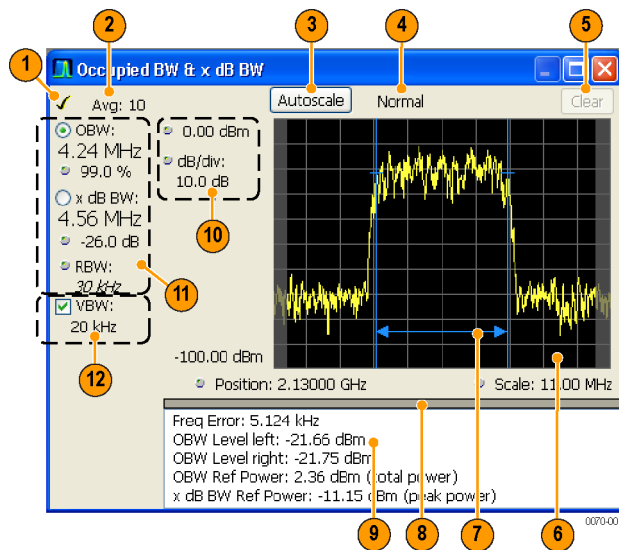 1
2
3
4
5
Occupied BW & x dB BW
Avg: 10
Autoscale
Normal
Clear
OBW:
4.24 MHz
99.0 %
x dB BW:
4.56 MHz
-26.0 dB
RBW:
30 kHz
VBW:
20 kHz
0.00 dBm
dB/div:
10.0 dB
10
11
12
-100.00 dBm
7
6
Position: 2.13000 GHz
Scale: 11.00 MHz
Freq Error: 5.124 kHz
OBW Level left: -21.66 dBm
OBW Level right: -21.75 dBm
OBW Ref Power: 2.36 dBm (total power)
x dB BW Ref Power: -11.15 dBm (peak power)
9
8
0070-00